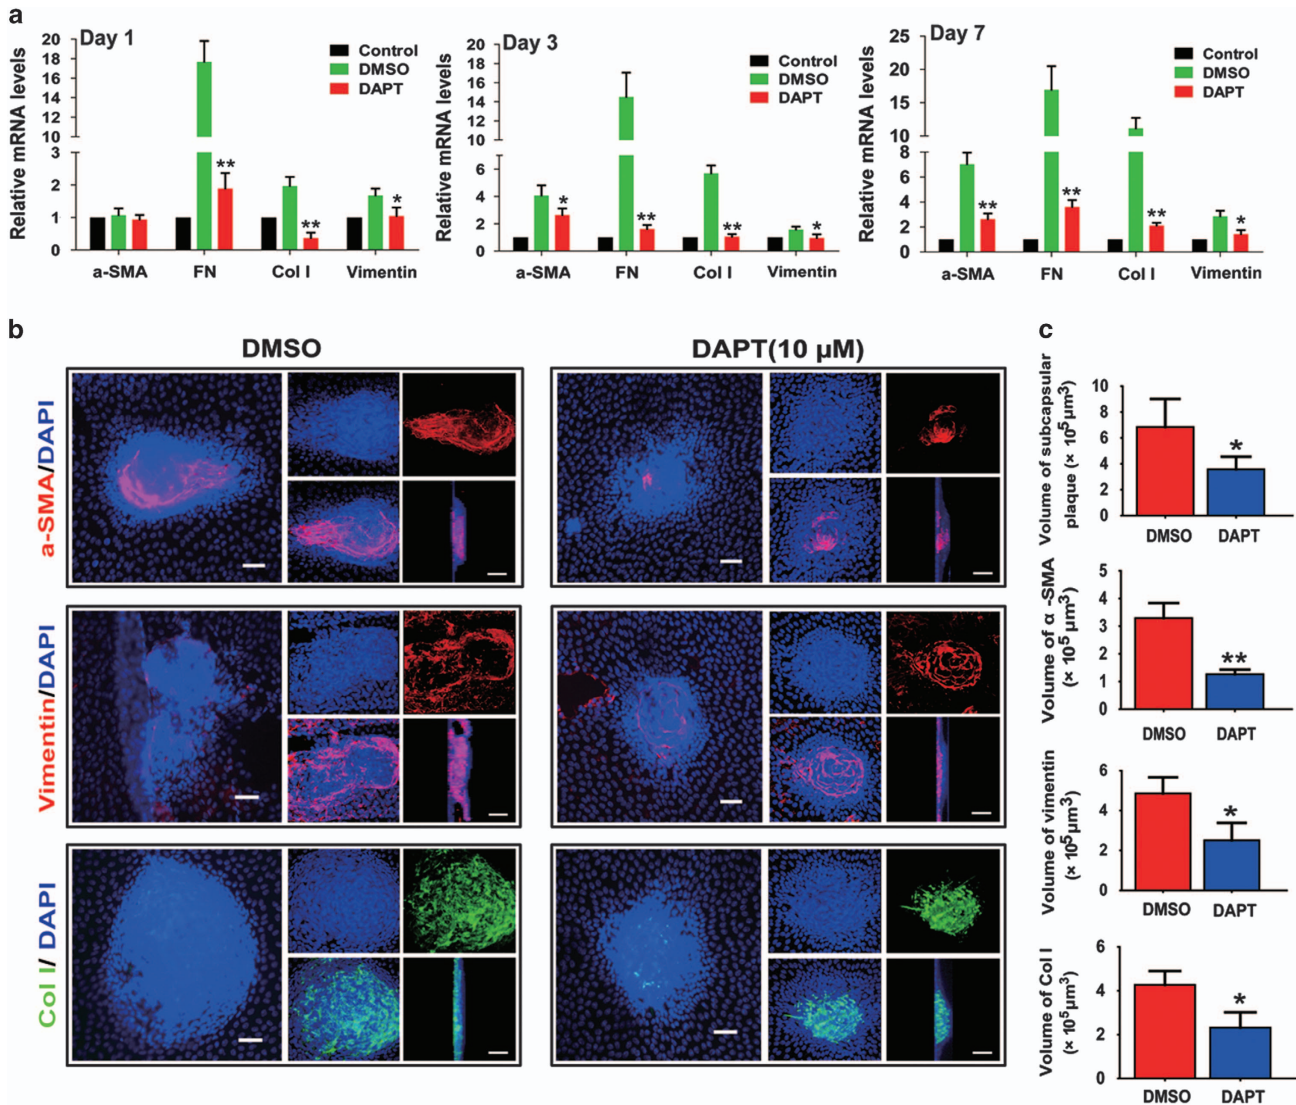 a
Day 1
Relative mRNA levels
20
18
16
14
12
10
3
2
1
0
Control
DMSO
DAPT
**
**
*
a-SMA FN Col I Vimentin
Day 3
Relative mRNA levels
20
18
16
14
12
10
6
4
2
0
Control
DMSO
DAPT
*
**
**
*
a-SMA FN Col I Vimentin
Day 7
Relative mRNA levels
25
20
15
10
8
6
4
2
0
Control
DMSO
DAPT
**
**
**
*
a-SMA FN Col I Vimentin
b
DMSO DAPT(10 µM)
a-SMA/DAPI
Vimentin/DAPI
Col I/ DAPI
c
Volume of subcapsular
plaque (× 10⁵µm³)
10
8
6
4
2
0
*
DMSO DAPT
Volume of α -SMA
(× 10⁵ µm³)
5
4
3
2
1
0
**
DMSO DAPT
Volume of vimentin
(× 10⁵µm³)
6
4
2
0
*
DMSO DAPT
Volume of Col I
(× 10⁵µm³)
6
4
2
0
*
DMSO DAPT